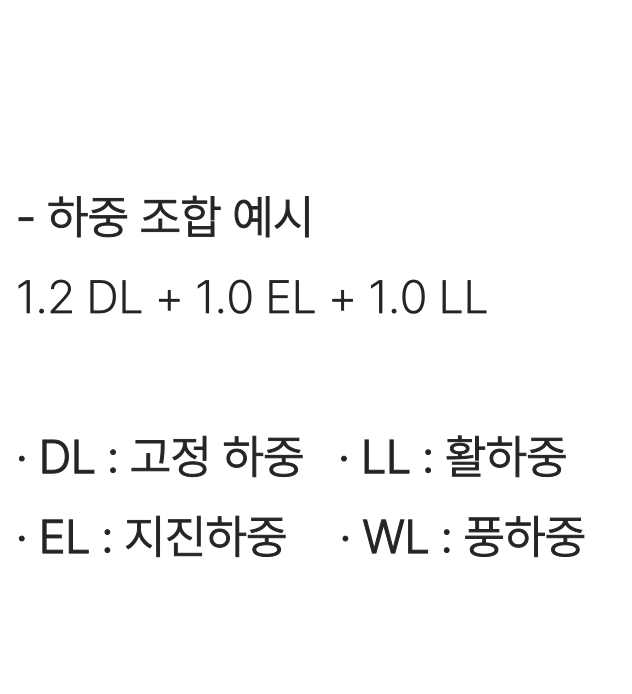 - 하중 조합 예시
1.2 DL + 1.0 EL + 1.0 LL
· DL : 고정 하중 · LL : 활하중
· EL : 지진하중 · WL : 풍하중